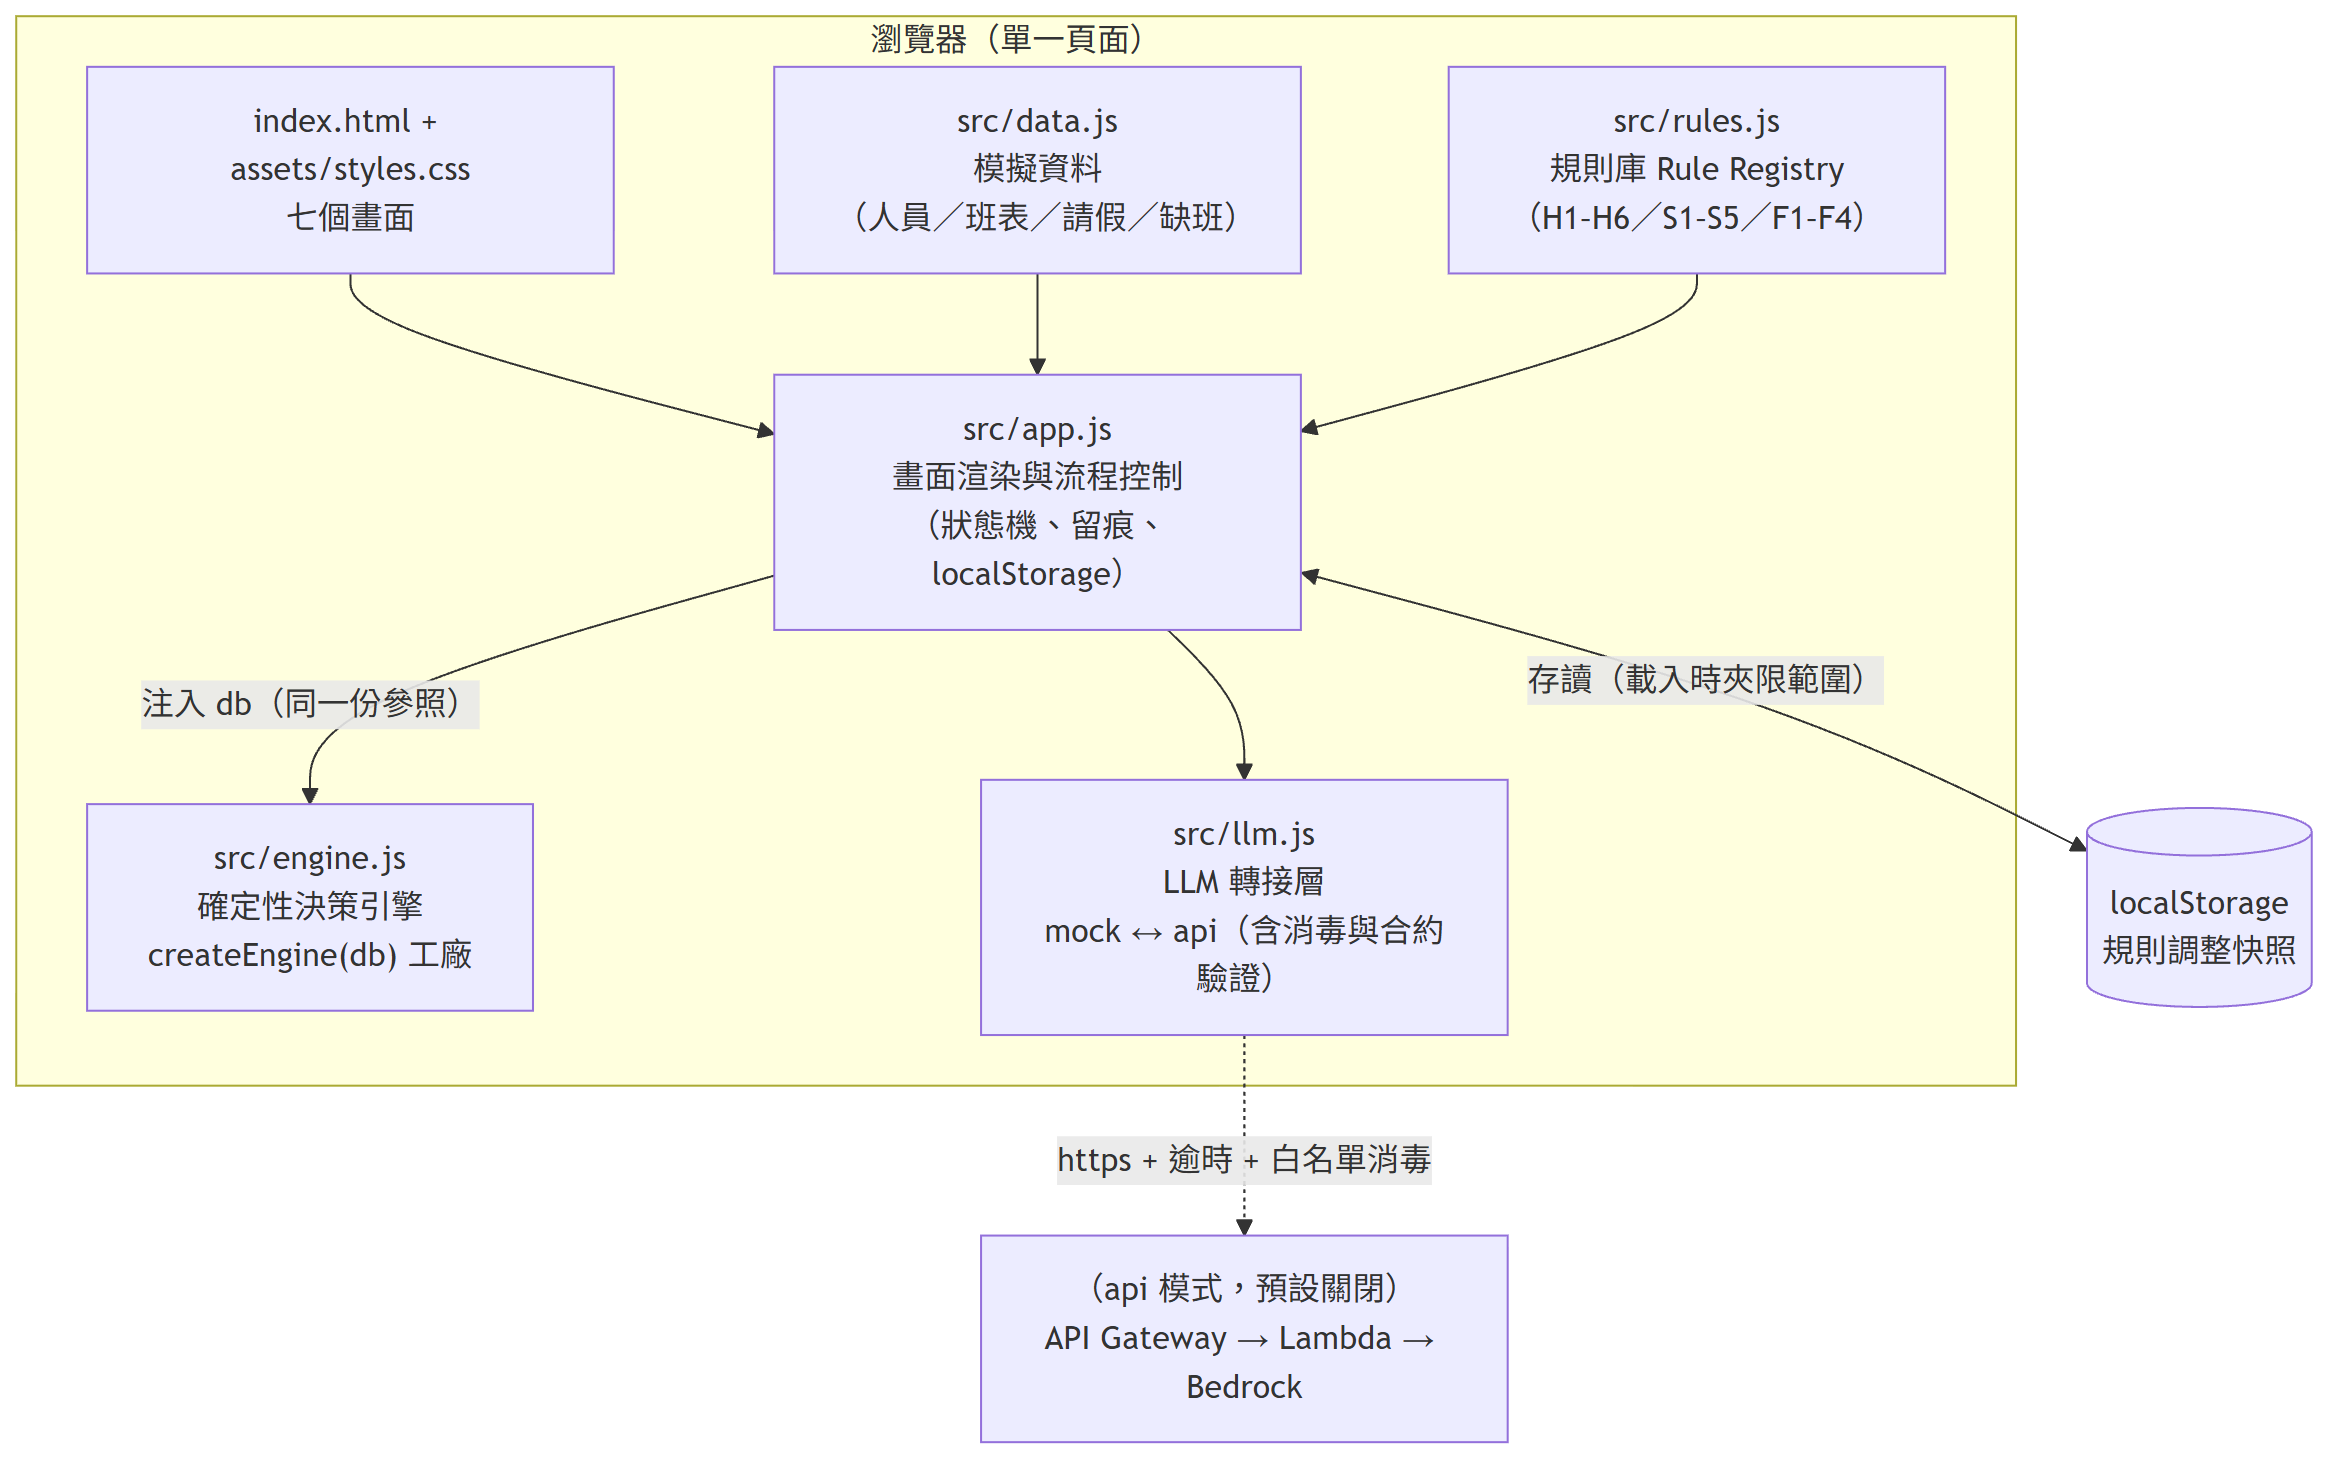 瀏覽器（單一頁面）
index.html +
assets/styles.css
七個畫面
src/data.js
模擬資料
（人員／班表／請假／缺班）
src/rules.js
規則庫 Rule Registry
（H1-H6／S1-S5／F1-F4）
src/app.js
畫面渲染與流程控制
（狀態機、留痕、
localStorage）
注入 db（同一份參照）
存讀（載入時夾限範圍）
src/engine.js
確定性決策引擎
createEngine(db) 工廠
src/llm.js
LLM 轉接層
mock ↔ api（含消毒與合約
驗證）
localStorage
規則調整快照
https + 逾時 + 白名單消毒
（api 模式，預設關閉）
API Gateway → Lambda →
Bedrock